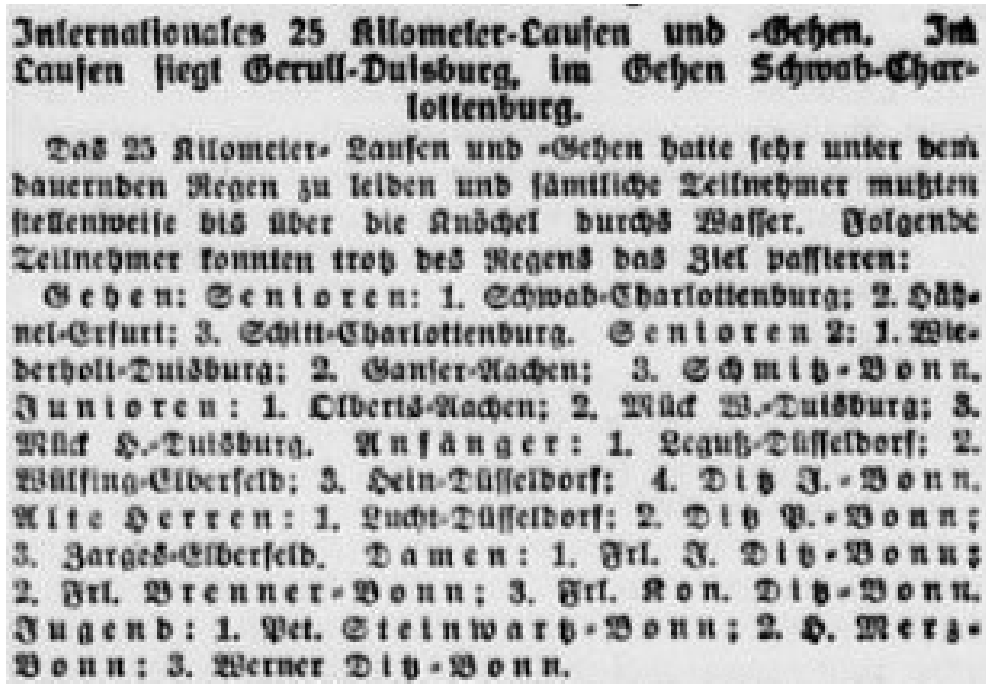 Internationales 25 Kilometer-Laufen und -Gehen. Im
Laufen siegt Gerull-Duisburg, im Gehen Schwab-Char-
lottenburg.
Das 25 Kilometer- Laufen und -Gehen hatte sehr unter dem
dauernden Regen zu leiden und sämtliche Teilnehmer mußten
stellenweise bis über die Knöchel durchs Wasser. Folgende
Teilnehmer konnten trotz des Regens das Ziel passieren:
Gehen: Senioren: 1. Schwab-Charlottenburg; 2. Häh-
nel-Erfurt; 3. Schitt-Charlottenburg. Senioren 2: 1. Wie-
derholt-Duisburg; 2. Ganser-Aachen; 3. Schmitz-Bonn.
Junioren: 1. Olberts-Aachen; 2. Mück W.-Duisburg; 3.
Mück H.-Duisburg. Anfänger: 1. Legutz-Düsseldorf; 2.
Wülfing-Elberfeld; 3. Hein-Düsseldorf; 4. Ditz J.-Bonn.
Alte Herren: 1. Lucht-Düsseldorf; 2. Ditz P.-Bonn;
3. Zarges-Elberfeld. Damen: 1. Frl. J. Ditz-Bonn;
2. Frl. Brenner-Bonn; 3. Frl. Kon. Ditz-Bonn.
Jugend: 1. Pet. Steinwartz-Bonn; 2. H. Merz-
Bonn; 3. Werner Ditz-Bonn.